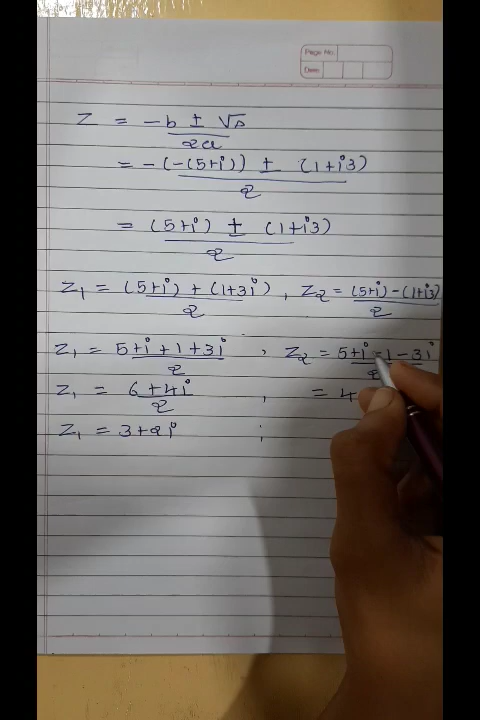 Page No.
Date:
Z = -b ± √D / 2a
= -(-(5+i)) ± (1+i3) / 2
= (5+i) ± (1+i3) / 2
Z1 = (5+i) + (1+3i) / 2 , Z2 = (5+i) - (1+i3) / 2
Z1 = 5+i+1+3i / 2 , Z2 = 5+i-1-3i / 2
Z1 = 6+4i / 2 , = 4
Z1 = 3+2i ;